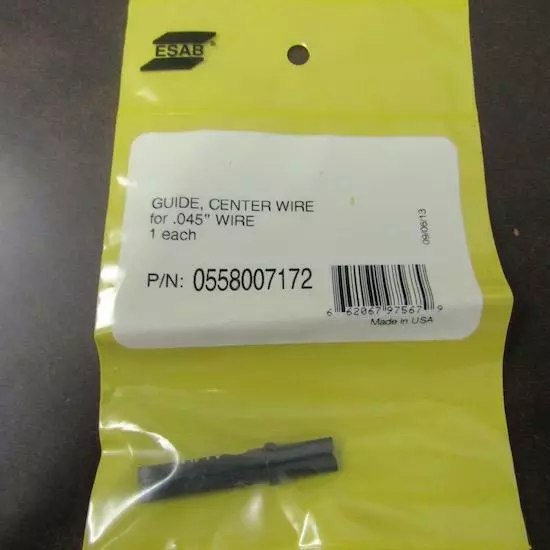 ESAB
GUIDE, CENTER WIRE
for .045" WIRE
1 each
09/06/13
P/N: 0558007172
6 62067 97567 9
Made in USA